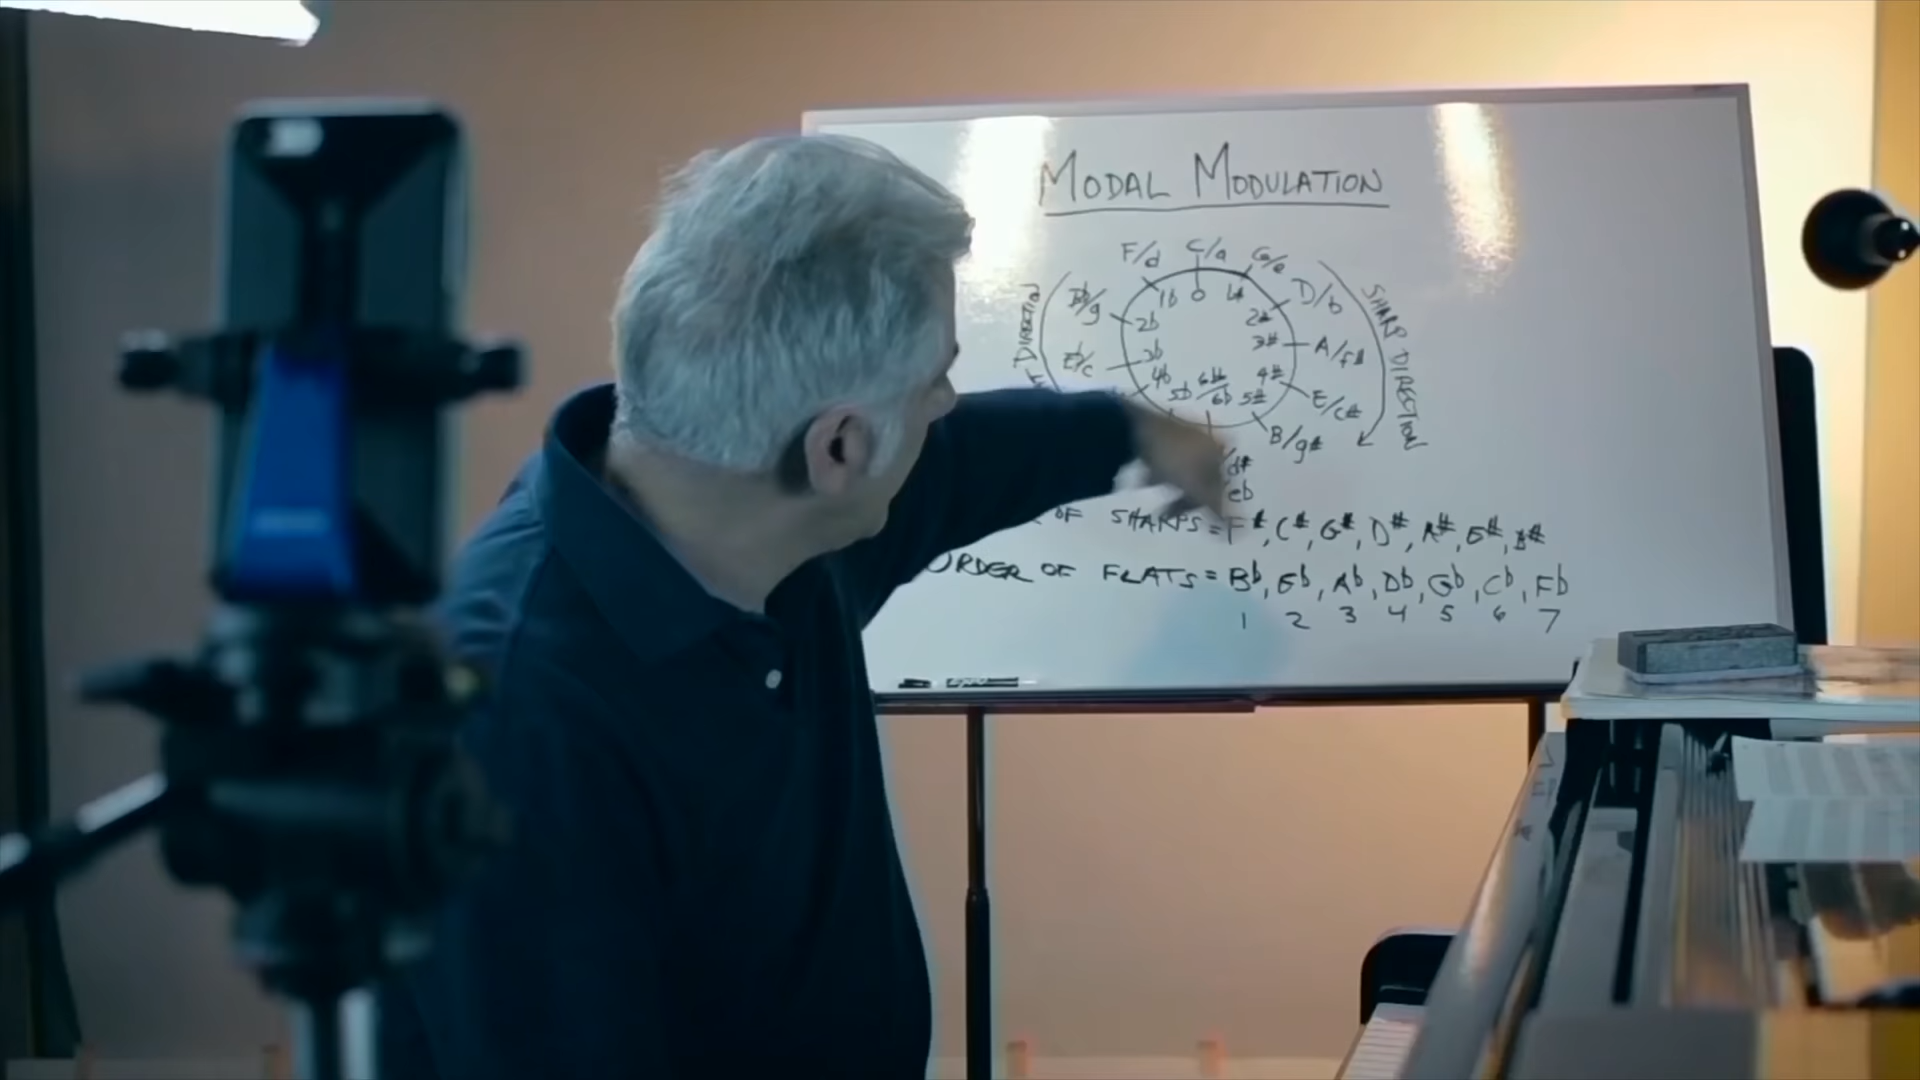 MODAL MODULATION
F/d C/a G/e
Bb/g 1b 0 1# D/b
2b 2#
DIRECTION 3# A/f# SHARP DIRECTION
Eb/c 3b
4b 5b 6# 4# E/c#
6b 5#
B/g#
/d#
/eb
OF SHARPS = F#, C#, G#, D#, A#, E#, B#
ORDER OF FLATS = Bb, Eb, Ab, Db, Gb, Cb, Fb
1 2 3 4 5 6 7
EXPO